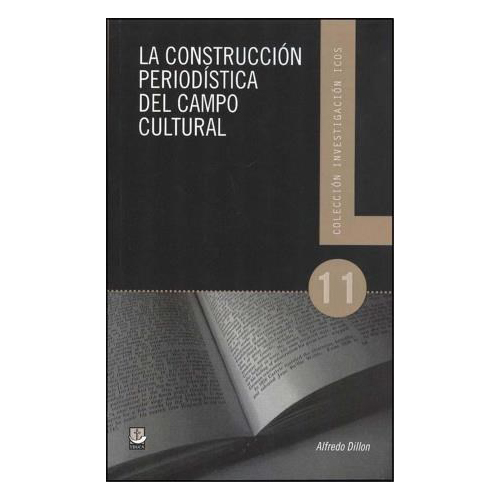 LA CONSTRUCCIÓN
PERIODÍSTICA
DEL CAMPO
CULTURAL
COLECCIÓN INVESTIGACIÓN ICOS
11
Alfredo Dillon